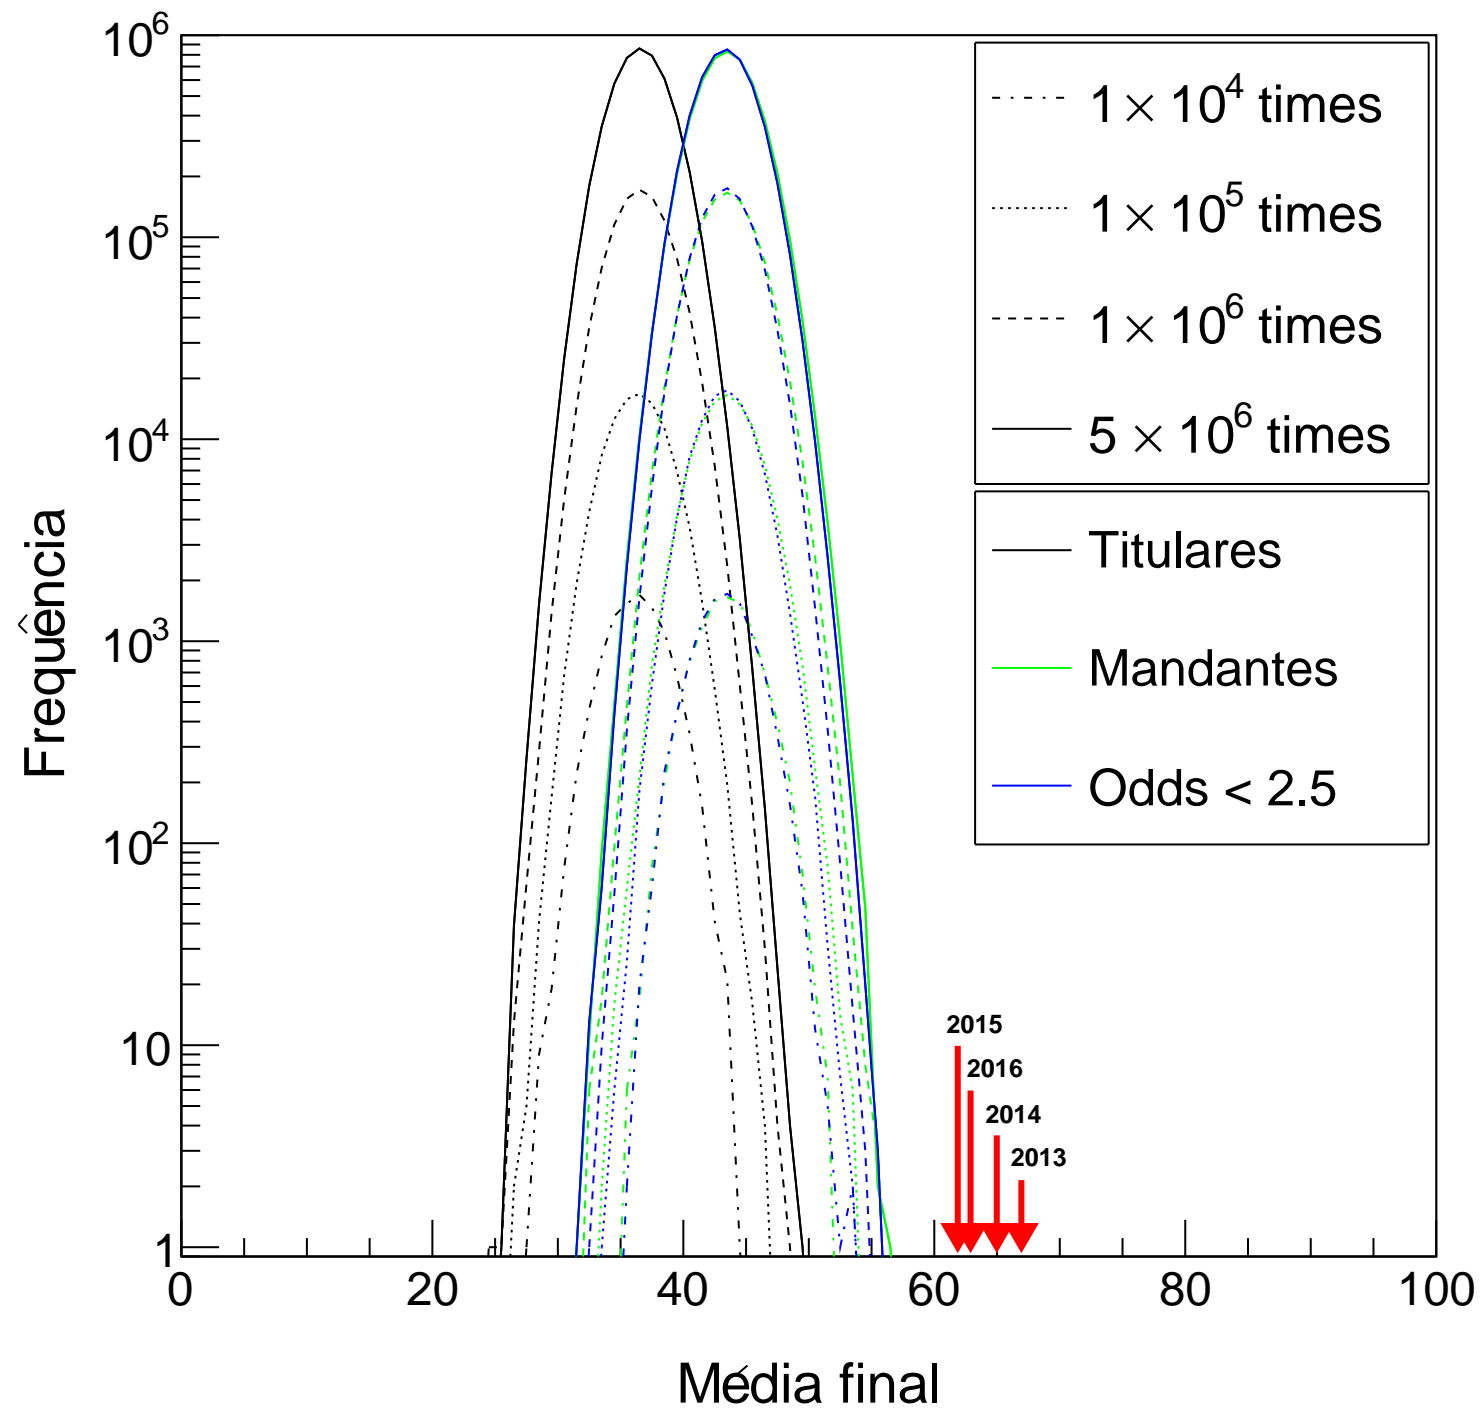 10^6
10^5
10^4
10^3
10^2
10
1
Frequência
1 × 10^4 times
1 × 10^5 times
1 × 10^6 times
5 × 10^6 times
Titulares
Mandantes
Odds < 2.5
2015
2016
2014
2013
0 20 40 60 80 100
Média final